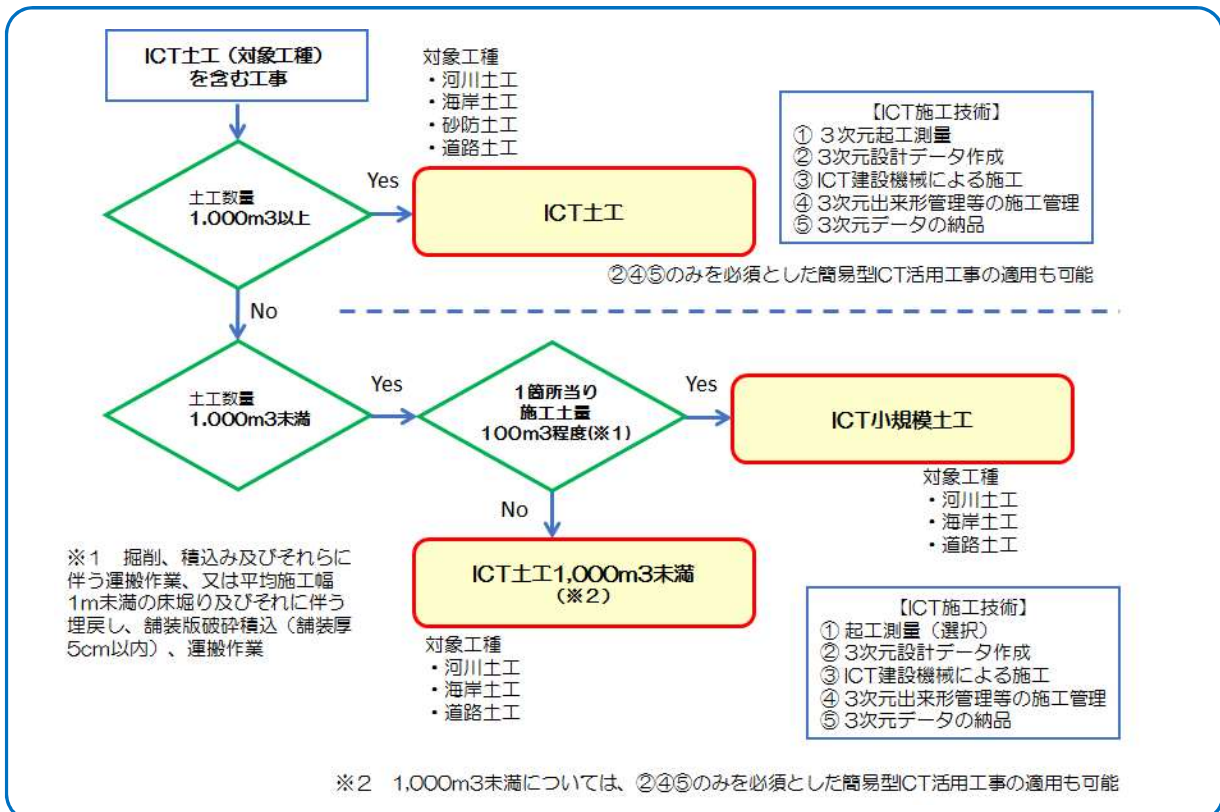 ICT土工（対象工種）
を含む工事
対象工種
・河川土工
・海岸土工
・砂防土工
・道路土工
【ICT施工技術】
① 3次元起工測量
② 3次元設計データ作成
③ ICT建設機械による施工
④ 3次元出来形管理等の施工管理
⑤ 3次元データの納品
土工数量
1,000m3以上
Yes
ICT土工
②④⑤のみを必須とした簡易型ICT活用工事の適用も可能
No
土工数量
1,000m3未満
Yes
1箇所当り
施工土量
100m3程度(※1)
Yes
ICT小規模土工
対象工種
・河川土工
・海岸土工
・道路土工
No
※1　掘削、積込み及びそれらに
伴う運搬作業、又は平均施工幅
1m未満の床堀り及びそれに伴う
埋戻し、舗装版破砕積込（舗装厚
5cm以内）、運搬作業
ICT土工1,000m3未満
（※2）
対象工種
・河川土工
・海岸土工
・道路土工
【ICT施工技術】
① 起工測量（選択）
② 3次元設計データ作成
③ ICT建設機械による施工
④ 3次元出来形管理等の施工管理
⑤ 3次元データの納品
※2　1,000m3未満については、②④⑤のみを必須とした簡易型ICT活用工事の適用も可能